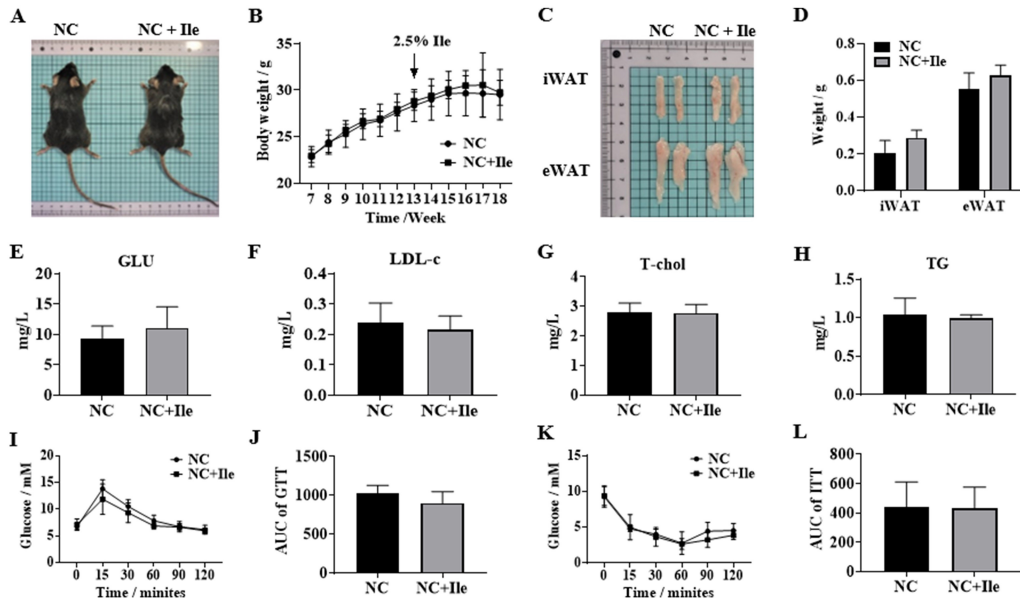 A
NC NC + Ile
B
2.5% Ile
Body weight / g
35
30
25
20
7 8 9 10 11 12 13 14 15 16 17 18
Time /Week
NC
NC+Ile
C
NC NC + Ile
iWAT
eWAT
D
Weight / g
0.8
0.6
0.4
0.2
0.0
iWAT eWAT
NC
NC+Ile
E
GLU
mg/L
20
15
10
5
0
NC NC+Ile
F
LDL-c
mg/L
0.4
0.3
0.2
0.1
0.0
NC NC+Ile
G
T-chol
mg/L
4
3
2
1
0
NC NC+Ile
H
TG
mg/L
1.5
1.0
0.5
0.0
NC NC+Ile
I
Glucose / mM
20
15
10
5
0
0 15 30 60 90 120
Time / minites
NC
NC+Ile
J
AUC of GTT
1500
1000
500
0
NC NC+Ile
K
Glucose / mM
15
10
5
0
0 15 30 60 90 120
Time / minites
NC
NC+Ile
L
AUC of ITT
800
600
400
200
0
NC NC+Ile